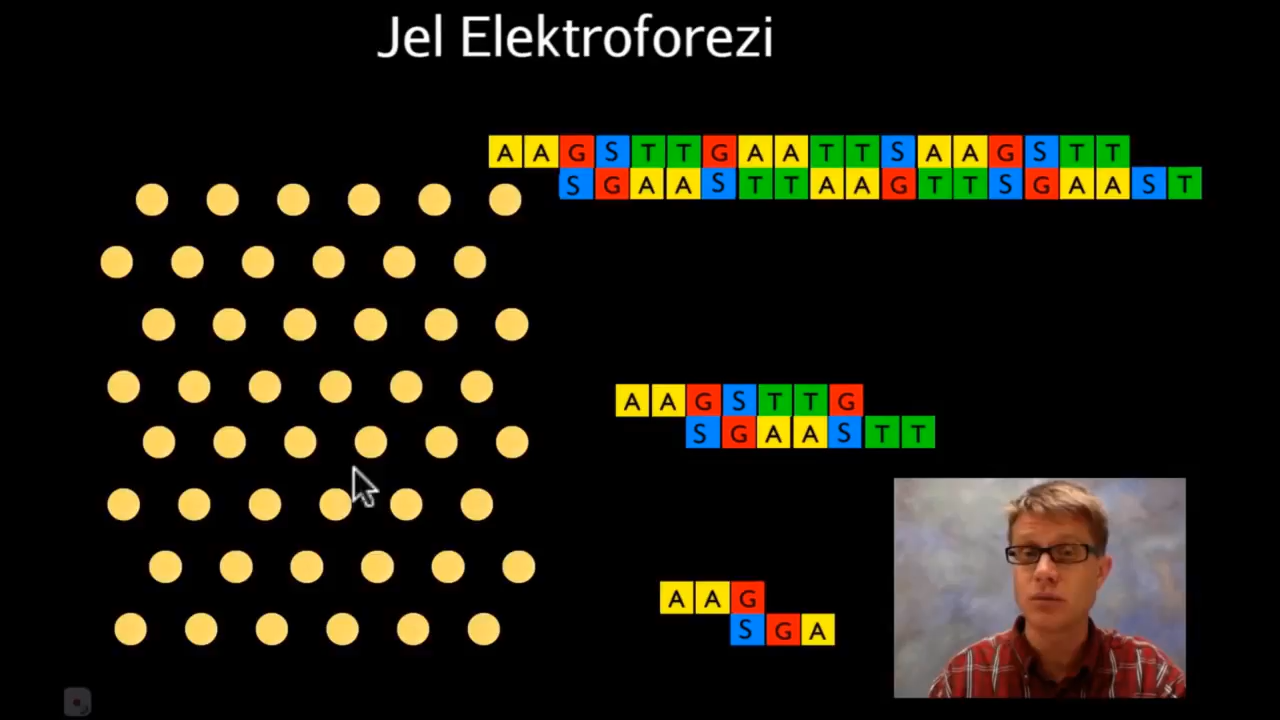 Jel Elektroforezi
AAGSTTGAATTSAAGSTT
SGAASTTAAGTTSGAAST
AAGSTTG
SGAASTT
AAG
SGA